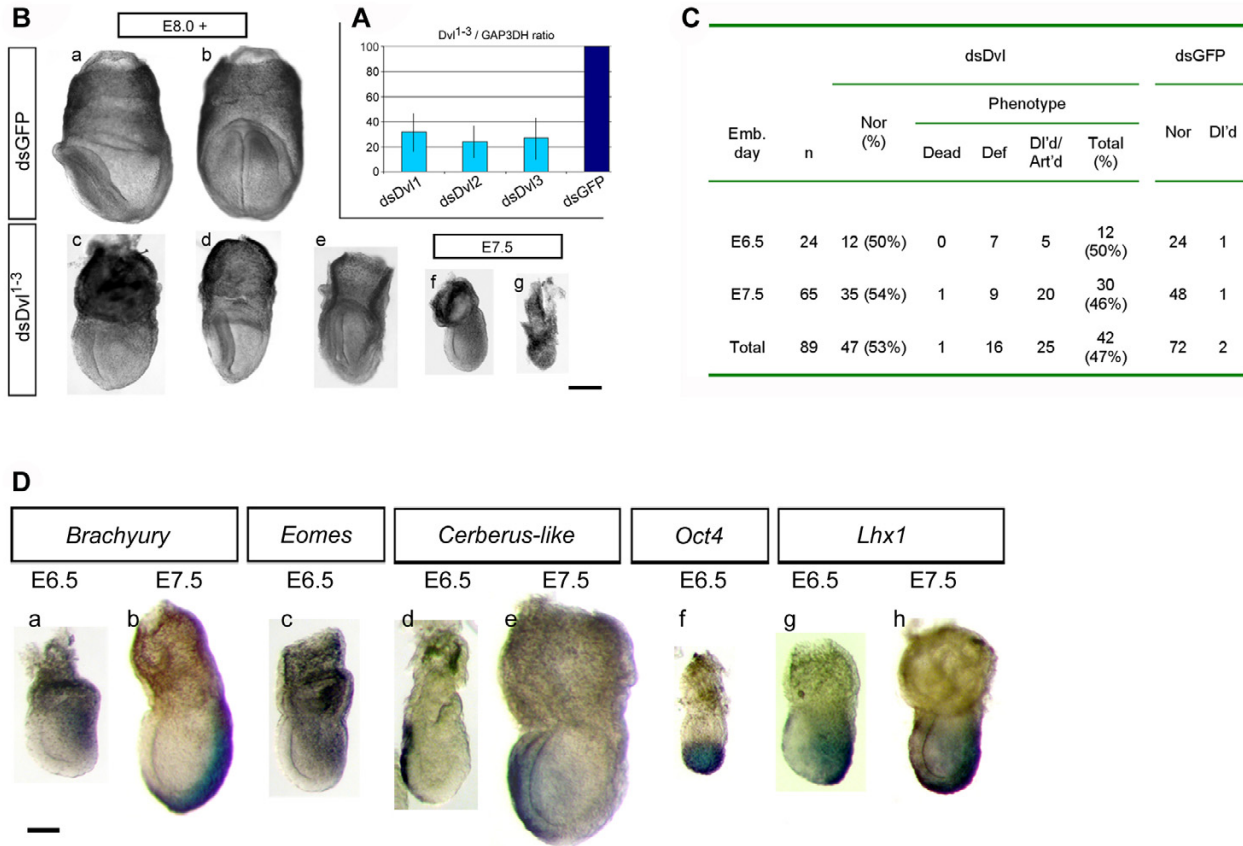 B
E8.0 +
a
b
dsGFP
dsDvl1-3
c
d
e
E7.5
f
g
A
Dvl1-3 / GAP3DH ratio
100
80
60
40
20
0
dsDvl1
dsDvl2
dsDvl3
dsGFP
C
dsDvl
dsGFP
Phenotype
Emb. day
n
Nor (%)
Dead
Def
Dl'd/ Art'd
Total (%)
Nor
Dl'd
E6.5 24 12 (50%) 0 7 5 12 (50%) 24 1
E7.5 65 35 (54%) 1 9 20 30 (46%) 48 1
Total 89 47 (53%) 1 16 25 42 (47%) 72 2
D
Brachyury
Eomes
Cerberus-like
Oct4
Lhx1
E6.5 E7.5 E6.5 E6.5 E7.5 E6.5 E6.5 E7.5
a b c d e f g h